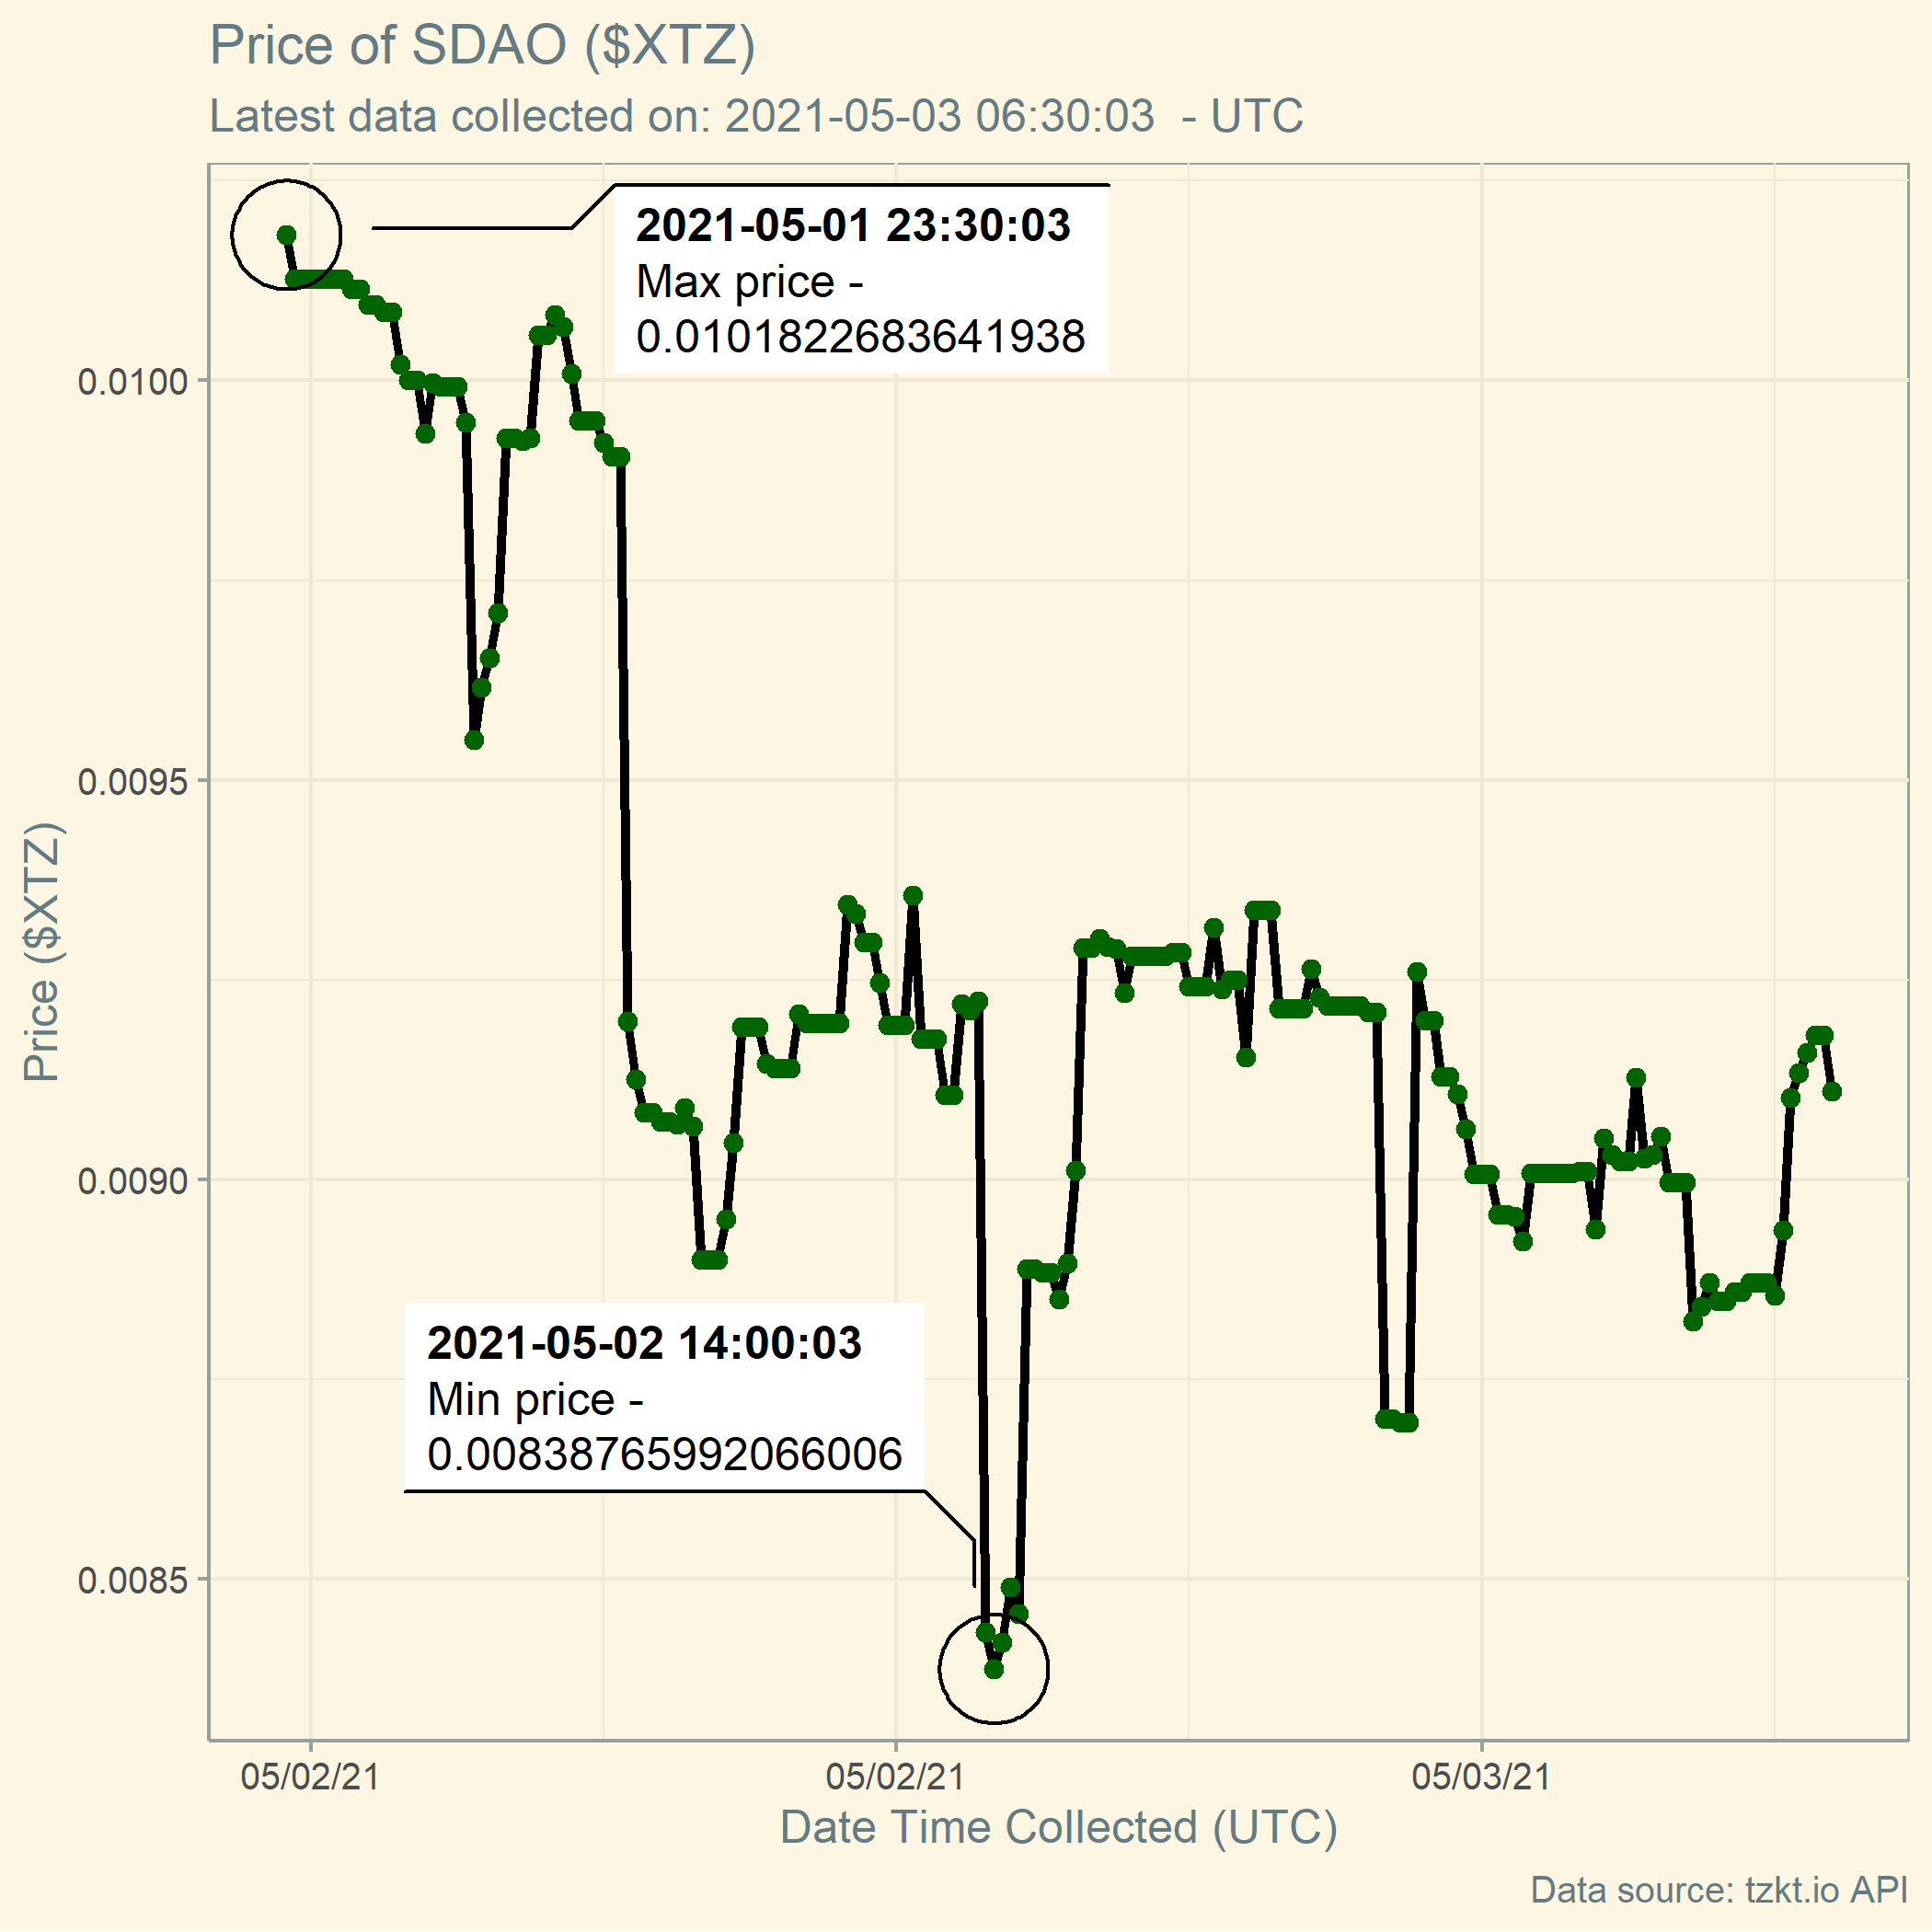 Price of SDAO ($XTZ)
Latest data collected on: 2021-05-03 06:30:03  - UTC
2021-05-01 23:30:03
Max price -
0.0101822683641938
0.0100
0.0095
0.0090
0.0085
Price ($XTZ)
2021-05-02 14:00:03
Min price -
0.00838765992066006
05/02/21
05/02/21
05/03/21
Date Time Collected (UTC)
Data source: tzkt.io API